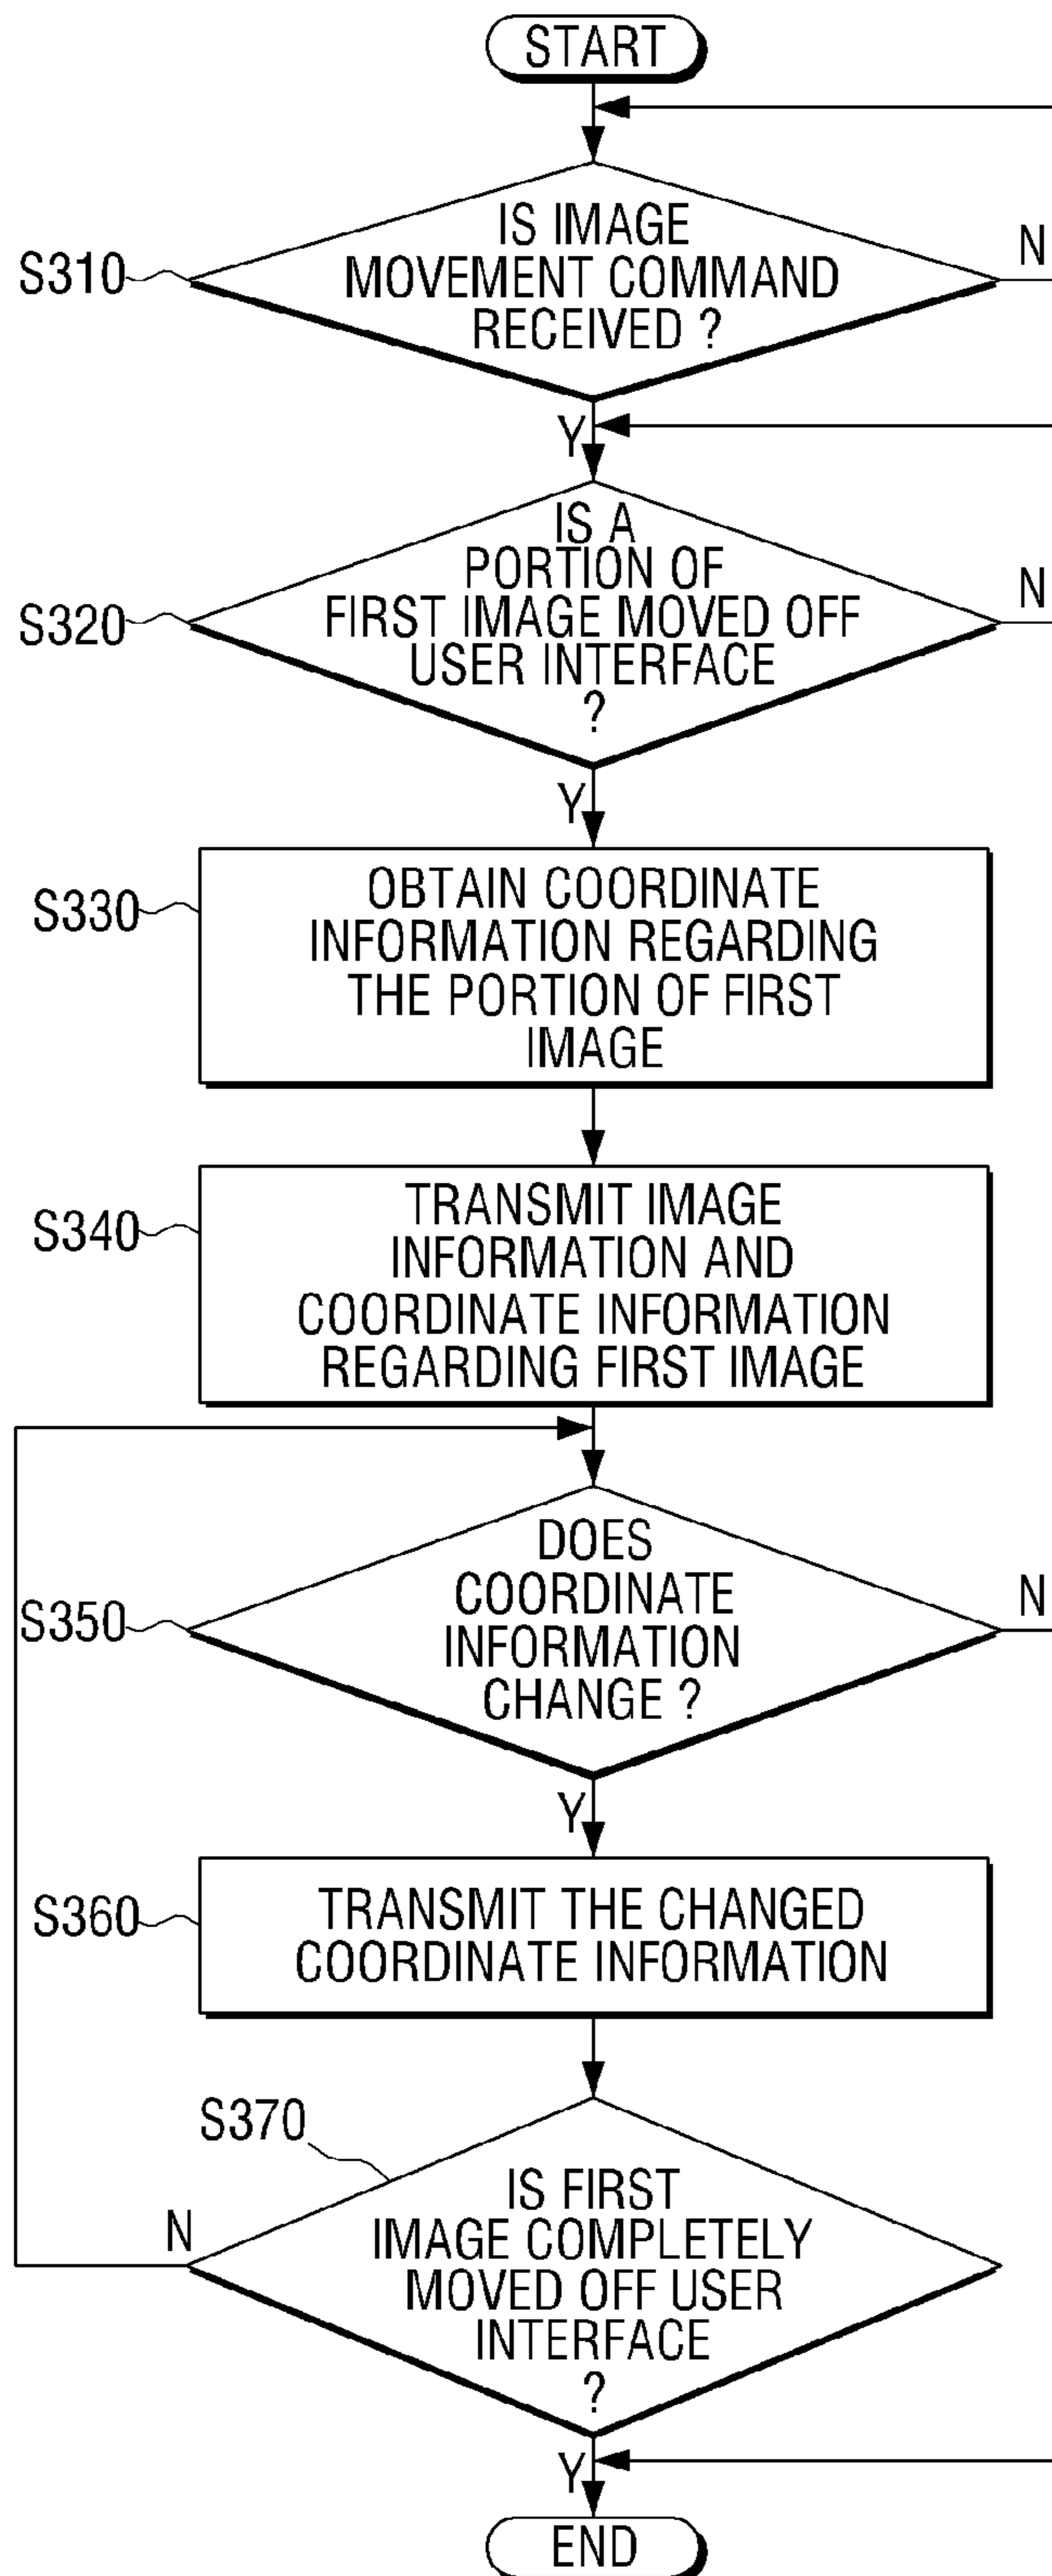 START
IS IMAGE
MOVEMENT COMMAND
RECEIVED ?
S310
N
Y
IS A
PORTION OF
FIRST IMAGE MOVED OFF
USER INTERFACE
?
S320
N
Y
S330
OBTAIN COORDINATE
INFORMATION REGARDING
THE PORTION OF FIRST
IMAGE
S340
TRANSMIT IMAGE
INFORMATION AND
COORDINATE INFORMATION
REGARDING FIRST IMAGE
DOES
COORDINATE
INFORMATION
CHANGE ?
S350
N
Y
S360
TRANSMIT THE CHANGED
COORDINATE INFORMATION
S370
IS FIRST
IMAGE COMPLETELY
MOVED OFF USER
INTERFACE
?
N
Y
END